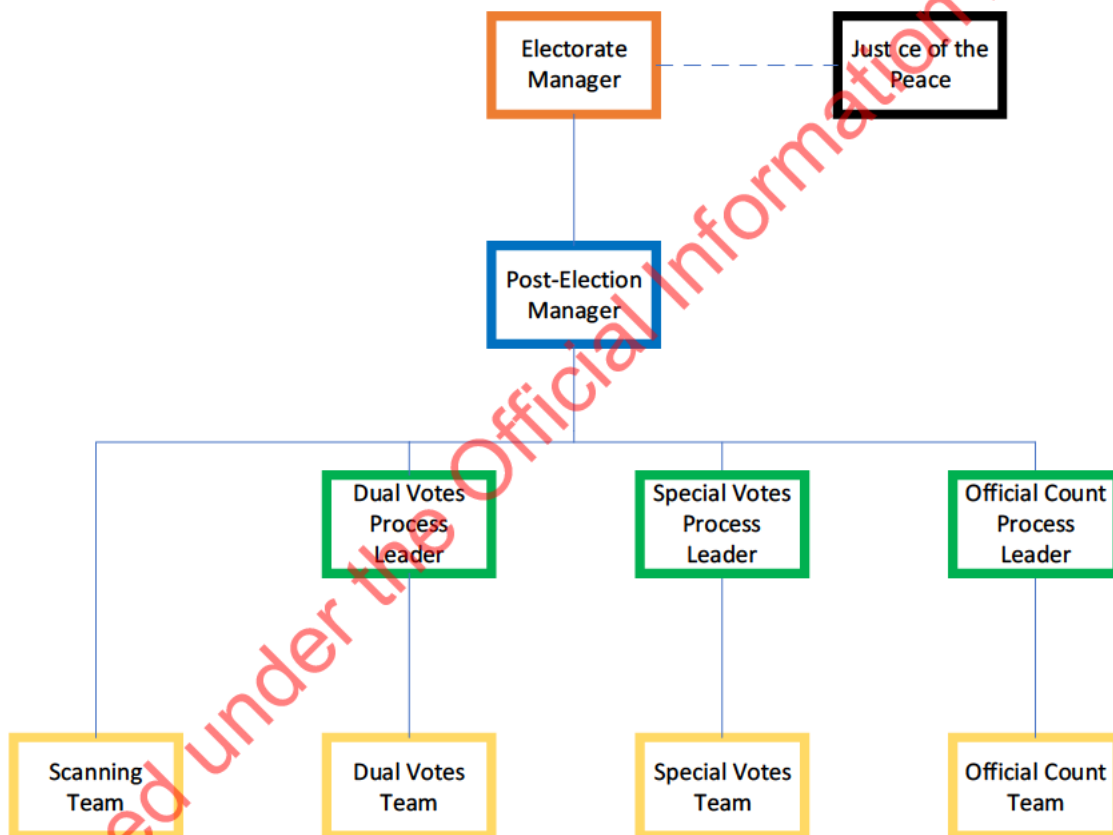 Electorate
Manager
Justice of the
Peace
Post-Election
Manager
Dual Votes
Process
Leader
Special Votes
Process
Leader
Official Count
Process
Leader
Scanning
Team
Dual Votes
Team
Special Votes
Team
Official Count
Team
under the Official Information